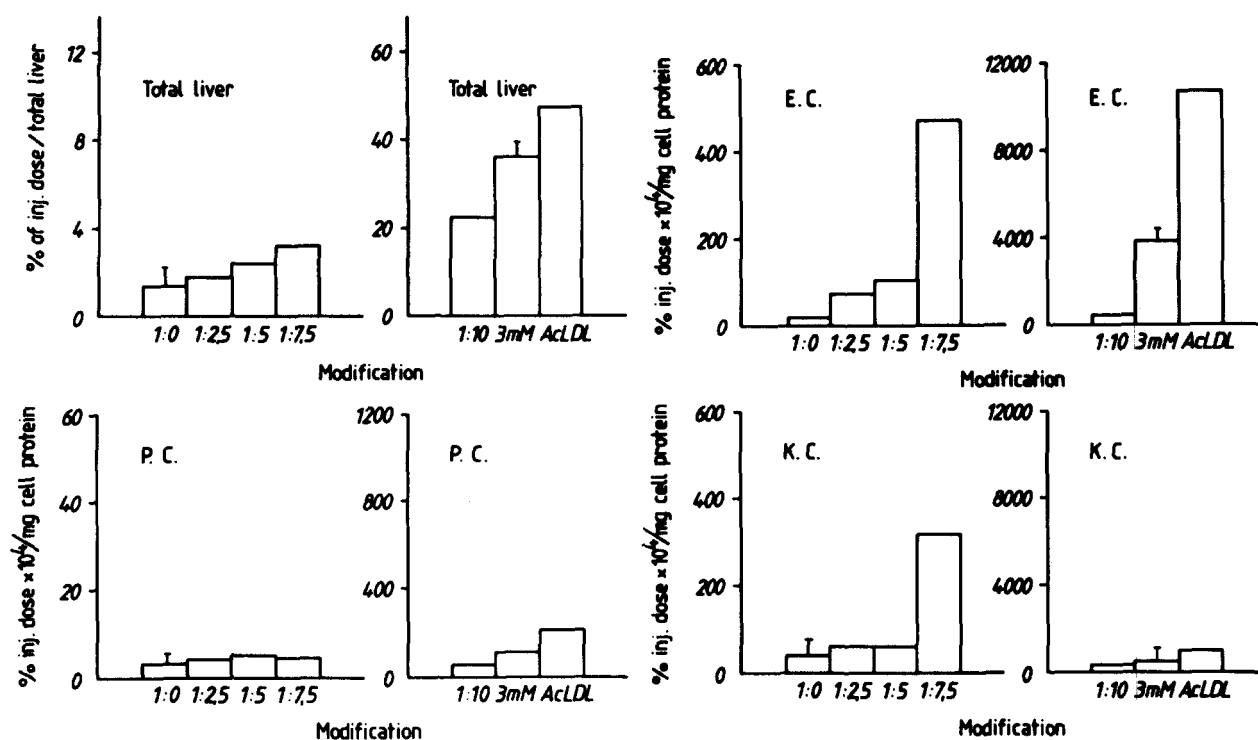 % of inj. dose/total liver
12
8
4
0
Total liver
1:0 1:2,5 1:5 1:7,5
60
40
20
0
Total liver
1:10 3mM AcLDL
Modification
% inj. dose ×10⁴/mg cell protein
600
400
200
0
E. C.
1:0 1:2,5 1:5 1:7,5
12000
8000
4000
0
E. C.
1:10 3mM AcLDL
Modification
% inj. dose ×10⁴/mg cell protein
60
40
20
0
P. C.
1:0 1:2,5 1:5 1:7,5
1200
800
400
0
P. C.
1:10 3mM AcLDL
Modification
% inj. dose ×10⁴/mg cell protein
600
400
200
0
K. C.
1:0 1:2,5 1:5 1:7,5
12000
8000
4000
0
K. C.
1:10 3mM AcLDL
Modification